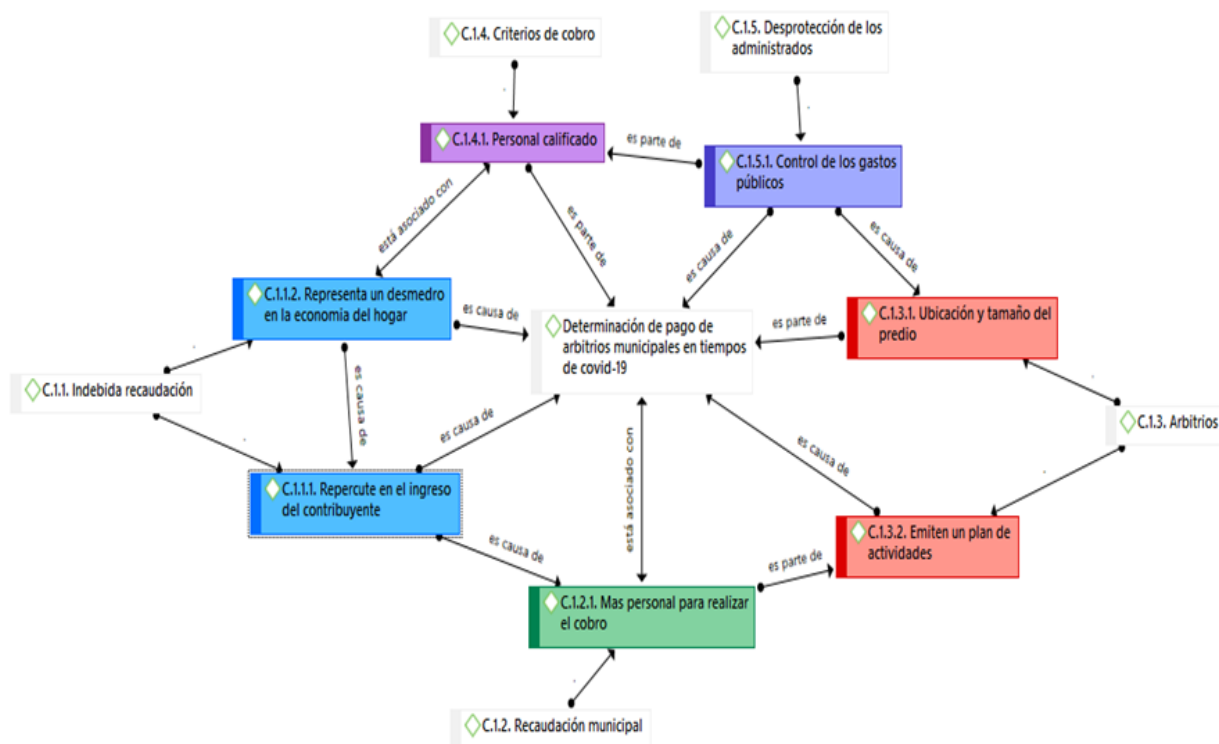 C.1.4. Criterios de cobro
C.1.5. Desprotección de los
administrados
C.1.4.1. Personal calificado
es parte de
C.1.5.1. Control de los gastos
públicos
está asociado con
es parte de
es causa de
es causa de
C.1.1.2. Representa un desmedro
en la economia del hogar
es causa de
Determinación de pago de
arbitrios municipales en tiempos
de covid-19
es parte de
C.1.3.1. Ubicación y tamaño del
predio
C.1.1. Indebida recaudación
es causa de
es causa de
C.1.3. Arbitrios
está asociado con
es causa de
C.1.1.1. Repercute en el ingreso
del contribuyente
C.1.3.2. Emiten un plan de
actividades
es causa de
es parte de
C.1.2.1. Mas personal para realizar
el cobro
C.1.2. Recaudación municipal